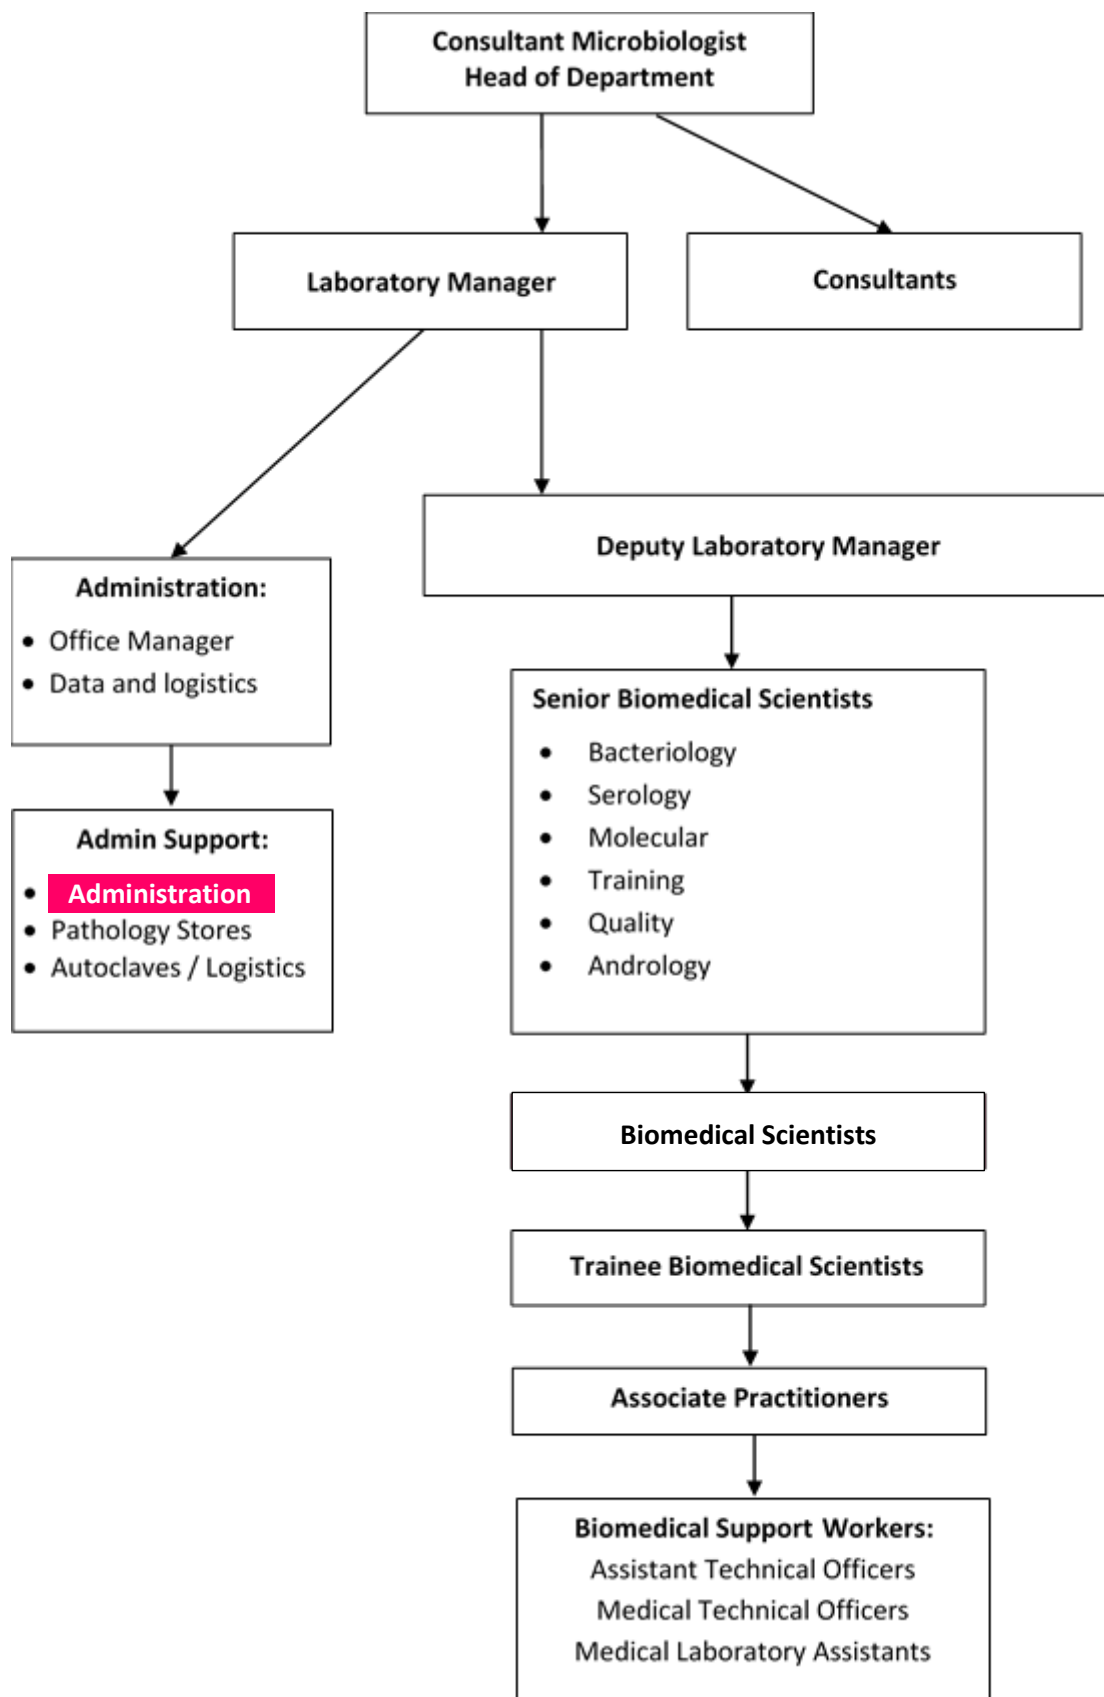 Consultant Microbiologist
Head of Department
Laboratory Manager
Consultants
Deputy Laboratory Manager
Administration:
• Office Manager
• Data and logistics
Senior Biomedical Scientists
• Bacteriology
• Serology
• Molecular
• Training
• Quality
• Andrology
Admin Support:
• Administration
• Pathology Stores
• Autoclaves / Logistics
Biomedical Scientists
Trainee Biomedical Scientists
Associate Practitioners
Biomedical Support Workers:
Assistant Technical Officers
Medical Technical Officers
Medical Laboratory Assistants